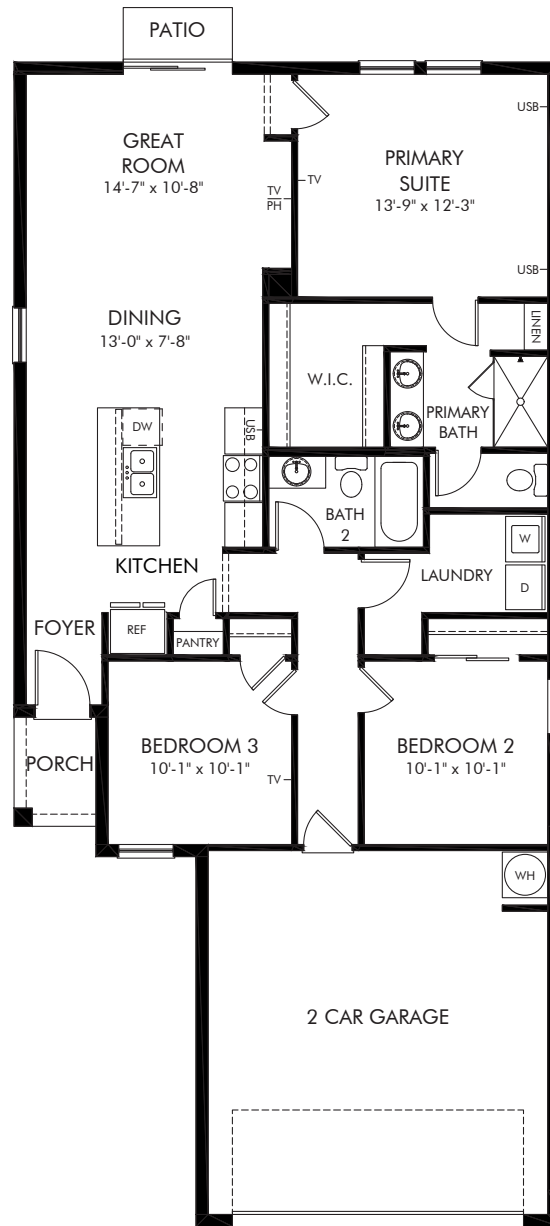 PATIO
GREAT
ROOM
14'-7" x 10'-8"
PRIMARY
SUITE
13'-9" x 12'-3"
USB
TV
TV
PH
USB
DINING
13'-0" x 7'-8"
LINEN
W.I.C.
PRIMARY
BATH
DW
USB
BATH
2
KITCHEN
W
LAUNDRY
D
FOYER
REF
PANTRY
PORCH
BEDROOM 3
10'-1" x 10'-1"
TV
BEDROOM 2
10'-1" x 10'-1"
WH
2 CAR GARAGE